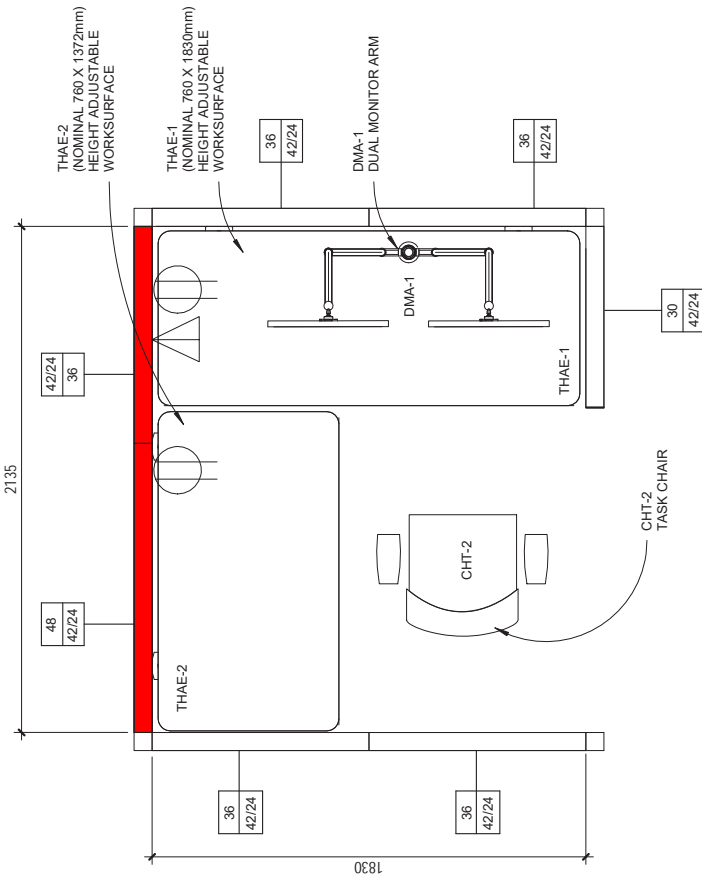 THAE-2
(NOMINAL 760 X 1372mm)
HEIGHT ADJUSTABLE
WORKSURFACE
THAE-1
(NOMINAL 760 X 1830mm)
HEIGHT ADJUSTABLE
WORKSURFACE
DMA-1
DUAL MONITOR ARM
36
42/24
36
42/24
2135
42/24
36
48
42/24
DMA-1
THAE-1
30
42/24
THAE-2
CHT-2
CHT-2
TASK CHAIR
36
42/24
36
42/24
1830